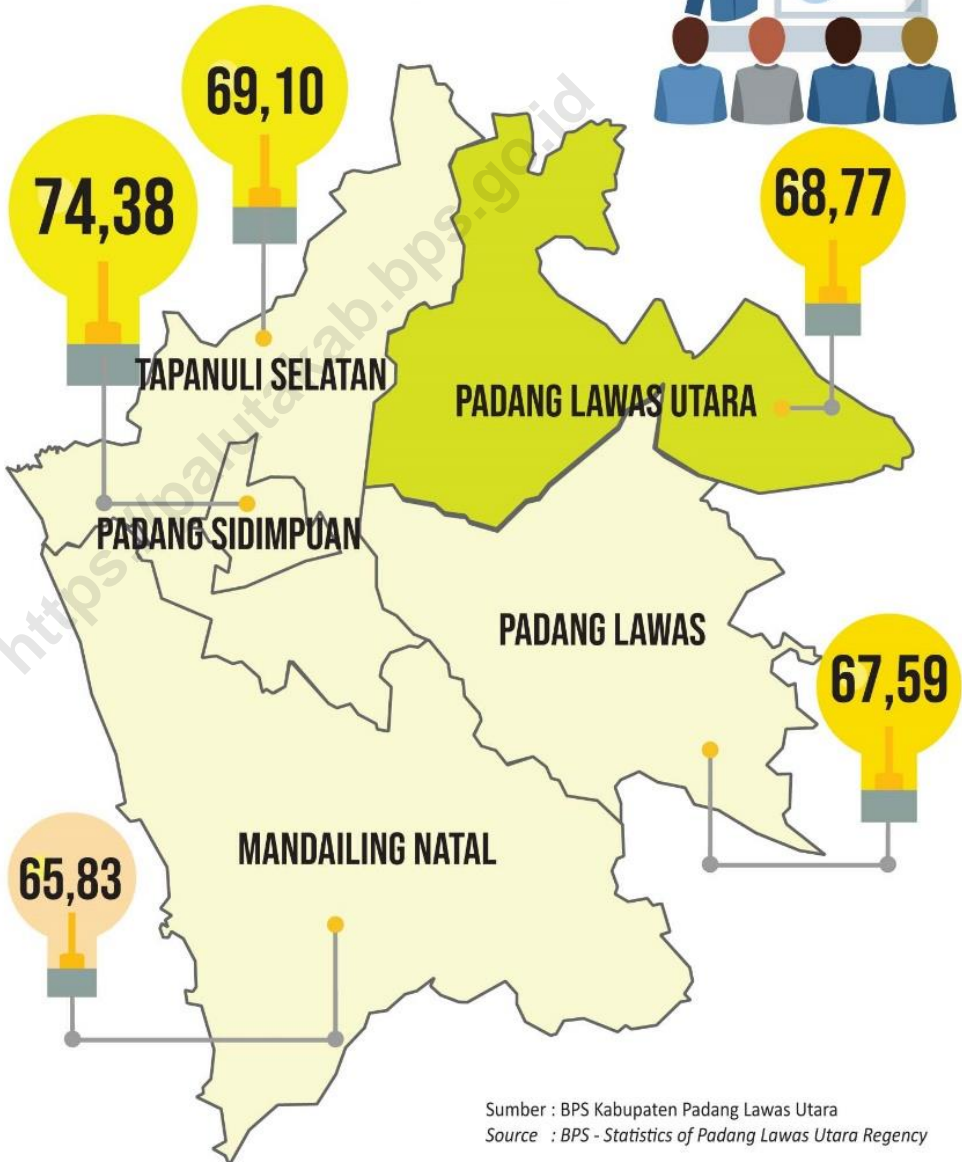 69,10
74,38
68,77
TAPANULI SELATAN
PADANG LAWAS UTARA
PADANG SIDIMPUAN
PADANG LAWAS
67,59
MANDAILING NATAL
65,83
https://palutakab.bps.go.id
Sumber : BPS Kabupaten Padang Lawas Utara
Source : BPS - Statistics of Padang Lawas Utara Regency